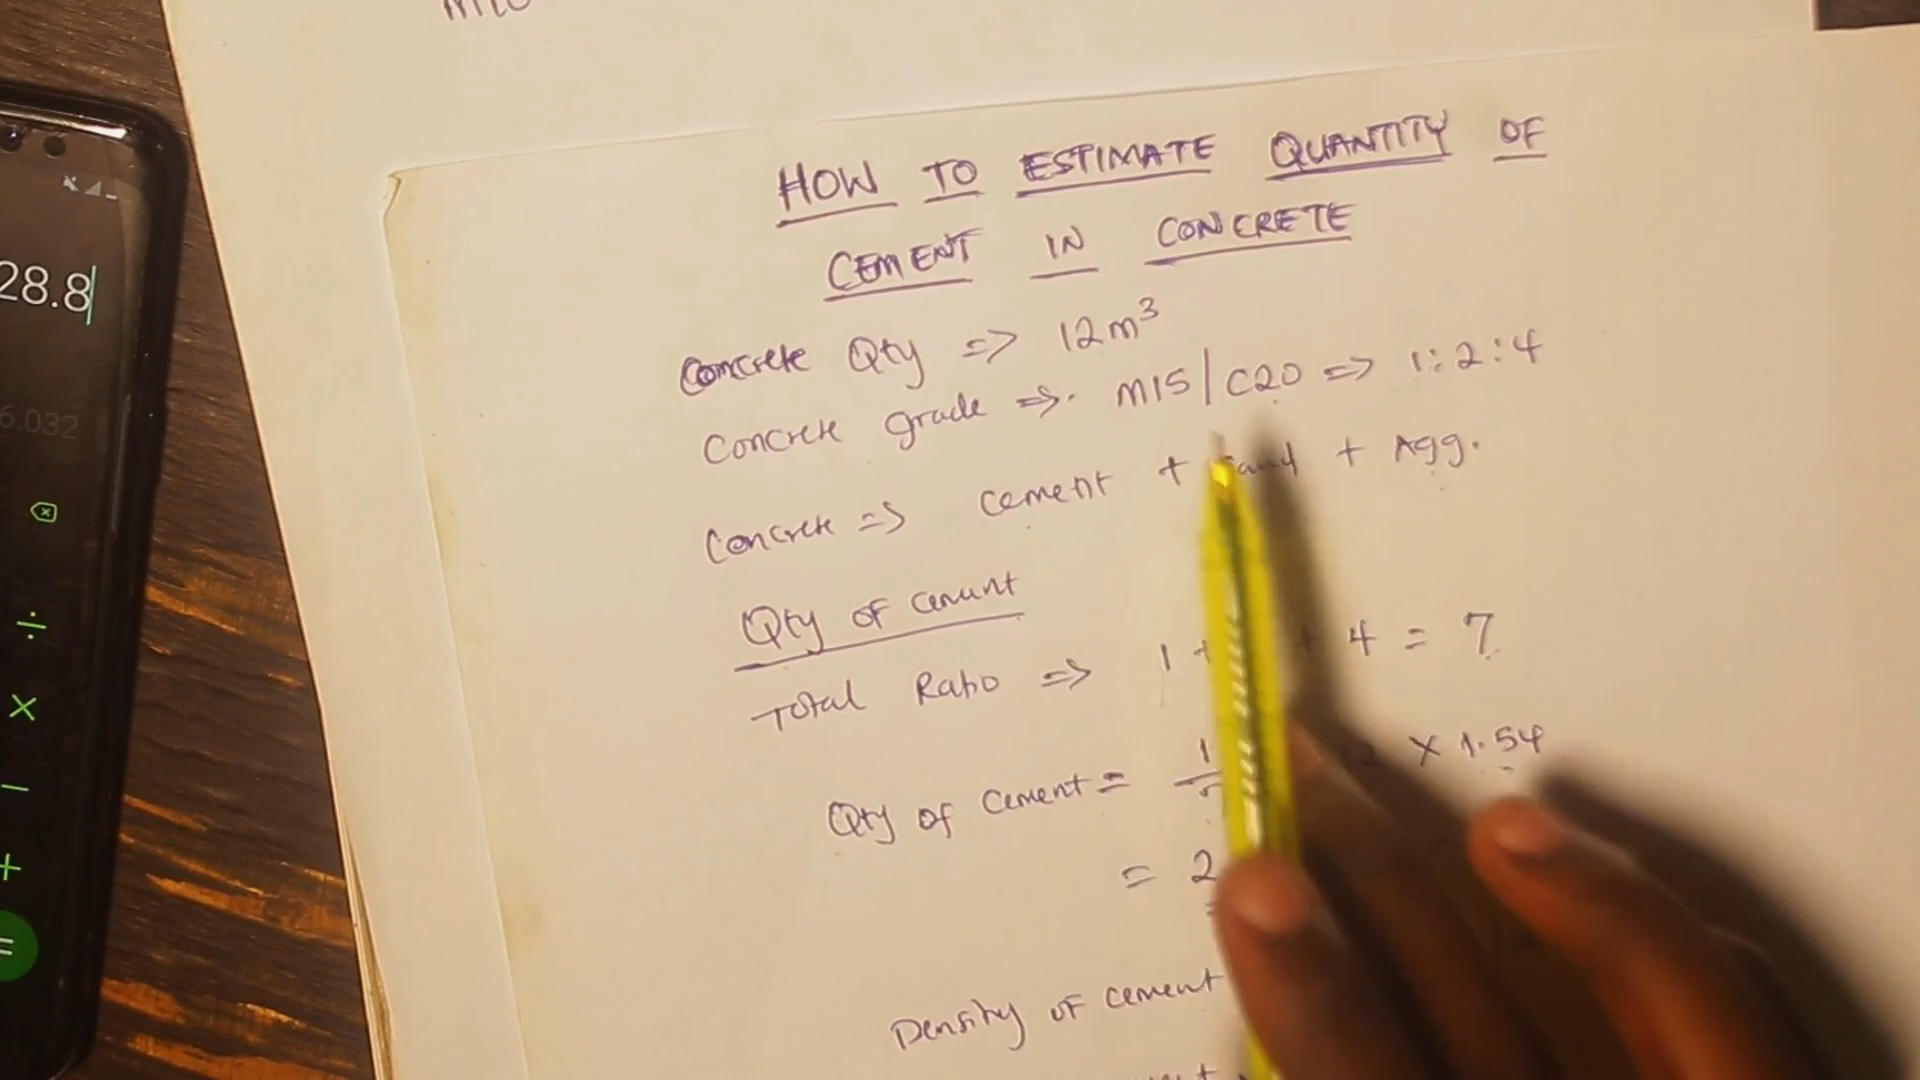 HOW TO ESTIMATE QUANTITY OF
CEMENT IN CONCRETE
Concrete Qty => 12m³
Concrete grade =>. M15/C20 => 1:2:4
Concrete => cement + + Agg.
Qty of cement
Total Ratio => 1 + + 4 = 7
Qty of Cement = 1 × 1.54
= 2
Density of cement
28.8
6.032
÷
×
−
+
=